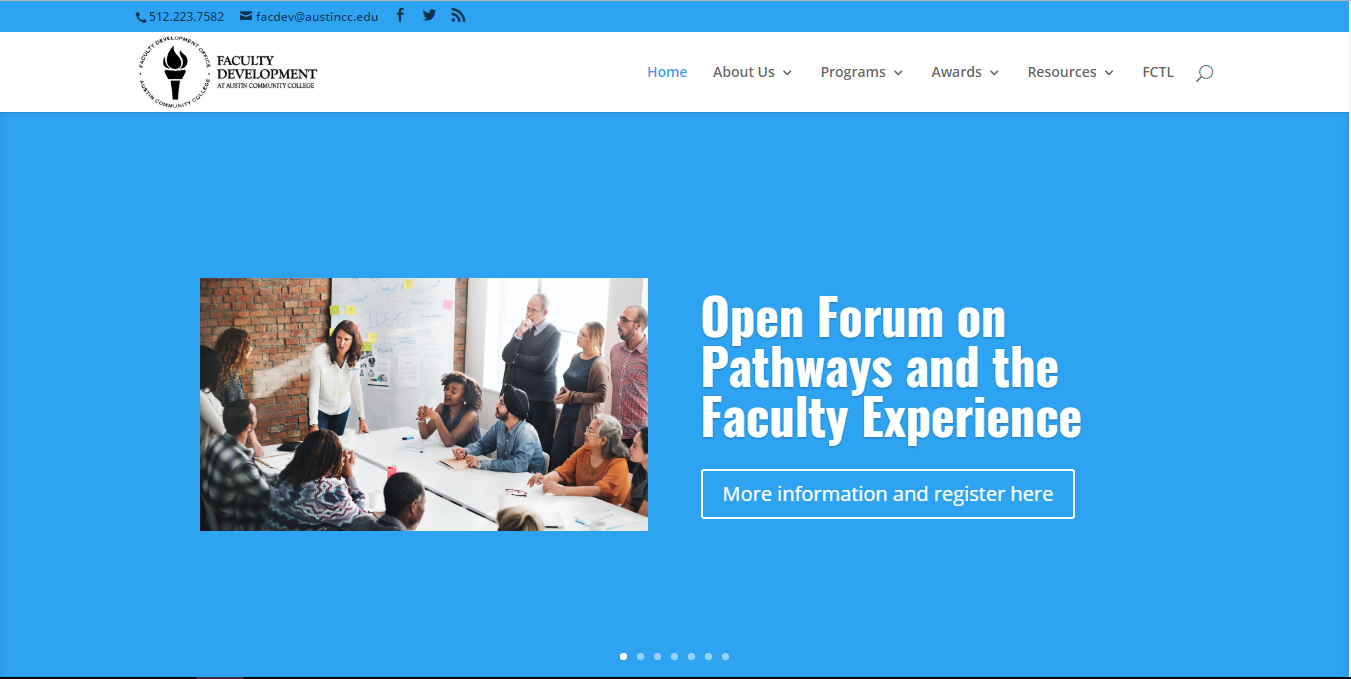 512.223.7582 facdev@austincc.edu
FACULTY DEVELOPMENT OFFICE
AUSTIN COMMUNITY COLLEGE
FACULTY
DEVELOPMENT
AT AUSTIN COMMUNITY COLLEGE
Home About Us Programs Awards Resources FCTL
IDEAS
Open Forum on
Pathways and the
Faculty Experience
More information and register here